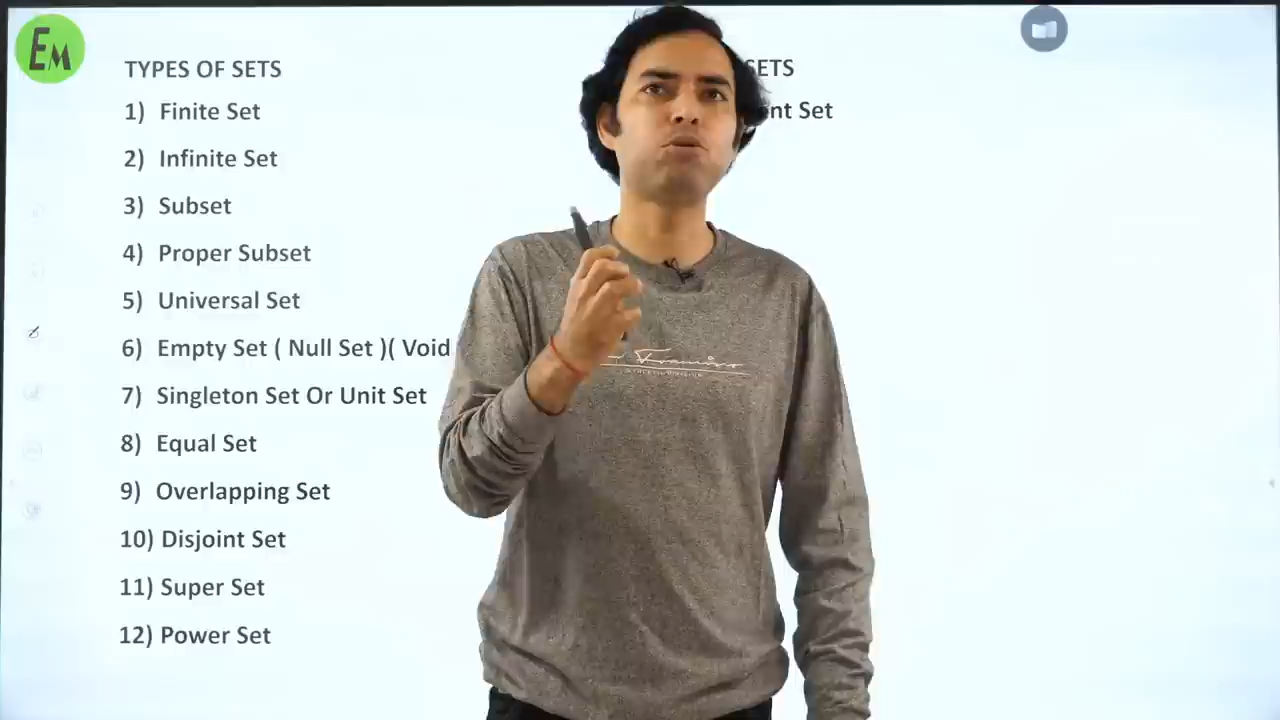 EM
TYPES OF SETS
1) Finite Set
2) Infinite Set
3) Subset
4) Proper Subset
5) Universal Set
6) Empty Set ( Null Set )( Void
7) Singleton Set Or Unit Set
8) Equal Set
9) Overlapping Set
10) Disjoint Set
11) Super Set
12) Power Set
SETS
Set